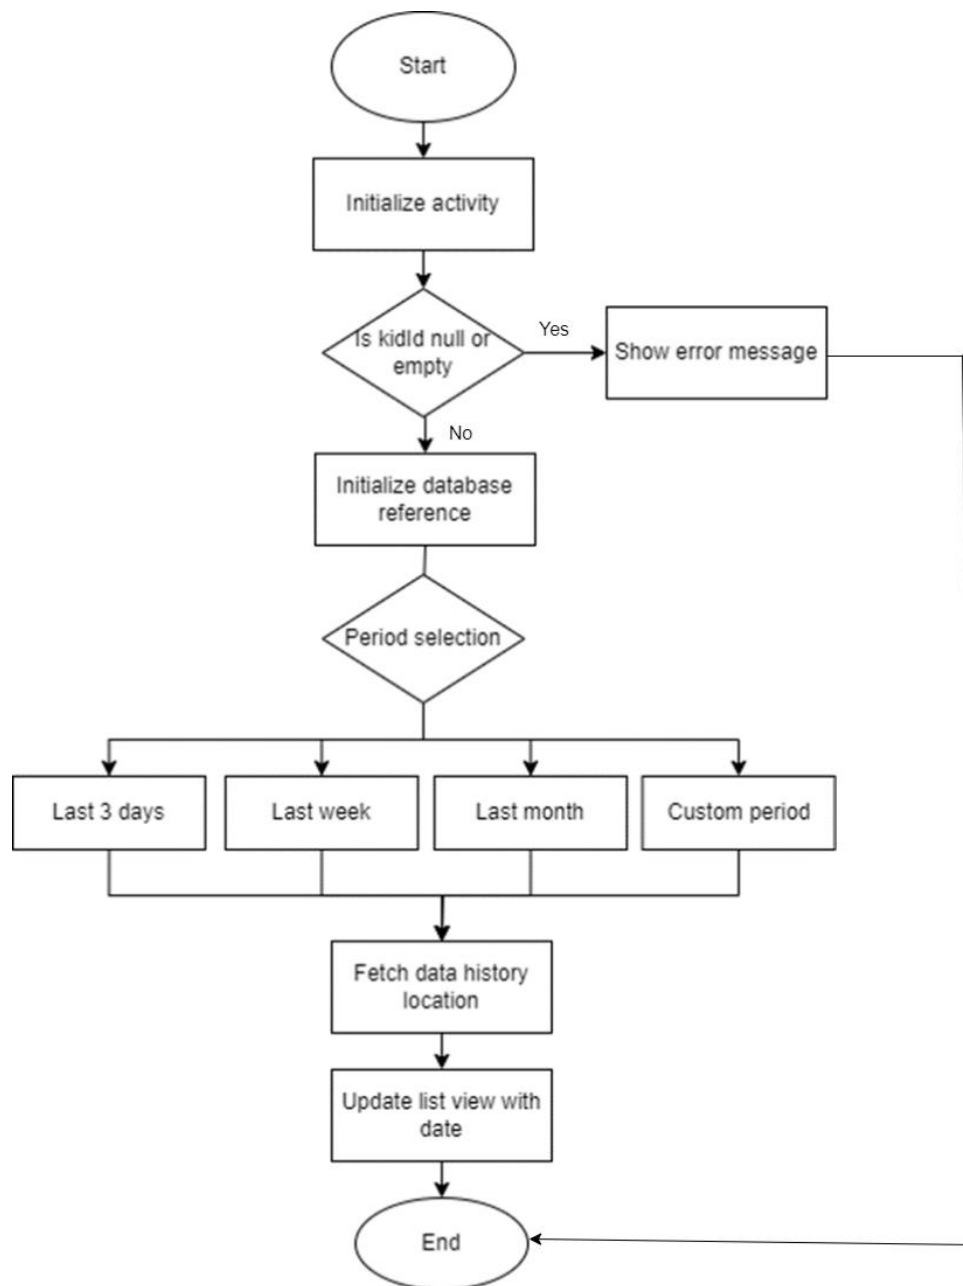 Start
Initialize activity
Is kidId null or
empty
Yes
Show error message
No
Initialize database
reference
Period selection
Last 3 days
Last week
Last month
Custom period
Fetch data history
location
Update list view with
date
End